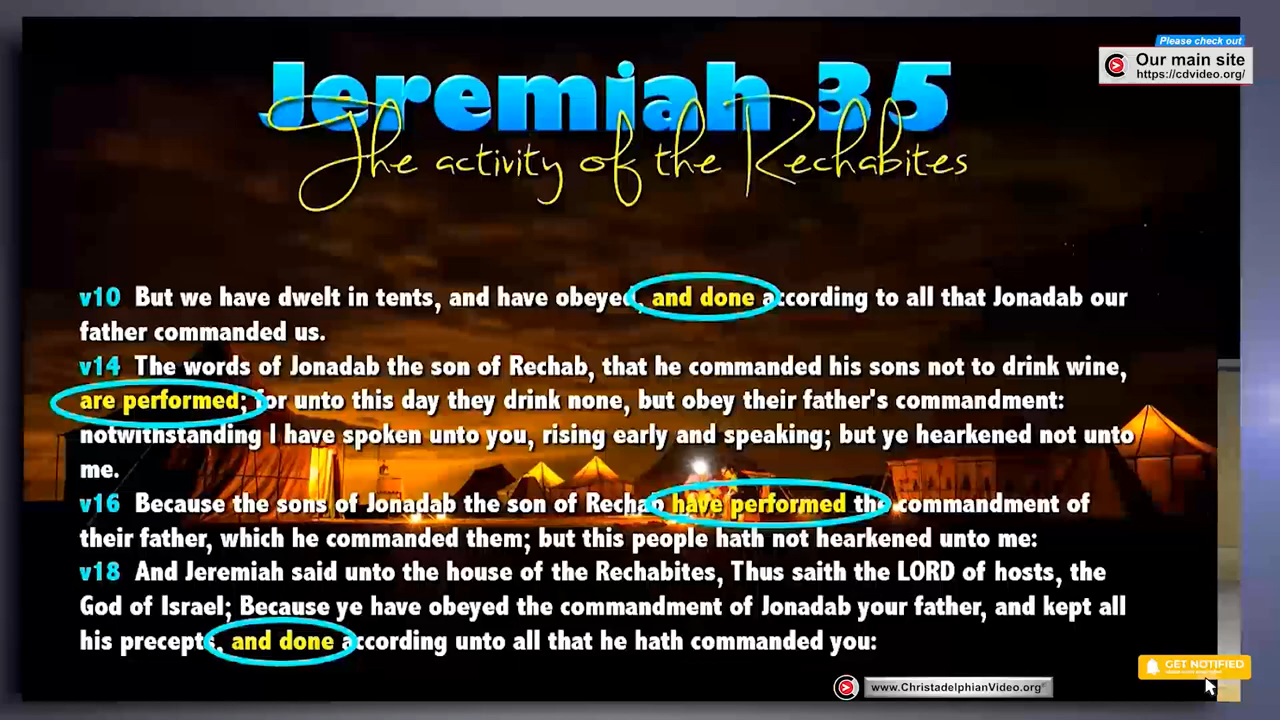 Please check out
Our main site
https://cdvideo.org/
Jeremiah 35
The activity of the Rechabites
v10 But we have dwelt in tents, and have obeyed, and done according to all that Jonadab our
father commanded us.
v14 The words of Jonadab the son of Rechab, that he commanded his sons not to drink wine,
are performed; for unto this day they drink none, but obey their father's commandment:
notwithstanding I have spoken unto you, rising early and speaking; but ye hearkened not unto
me.
v16 Because the sons of Jonadab the son of Rechab have performed the commandment of
their father, which he commanded them; but this people hath not hearkened unto me:
v18 And Jeremiah said unto the house of the Rechabites, Thus saith the LORD of hosts, the
God of Israel; Because ye have obeyed the commandment of Jonadab your father, and kept all
his precepts, and done according unto all that he hath commanded you:
GET NOTIFIED
www.ChristadelphianVideo.org